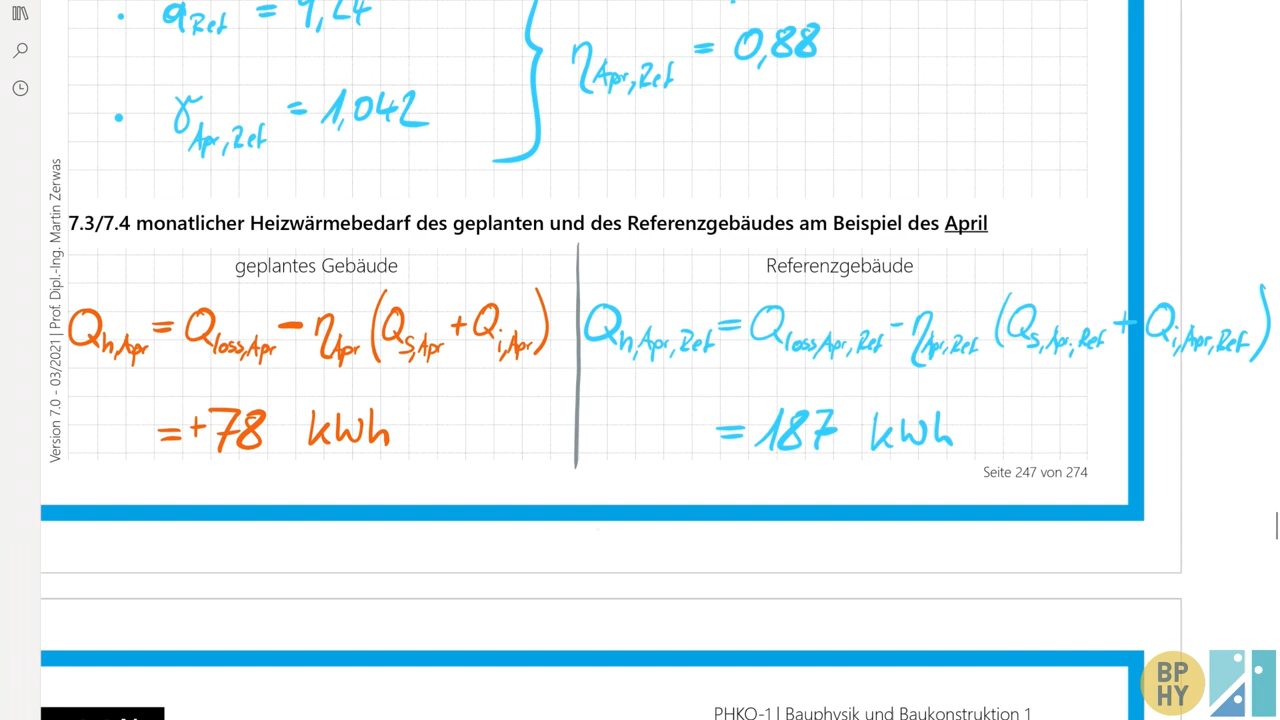 • a_Ref =
η_Apr,Ref = 0,88
• γ_Apr,Ref = 1,042
7.3/7.4 monatlicher Heizwärmebedarf des geplanten und des Referenzgebäudes am Beispiel des April
geplantes Gebäude
Q_h,Apr = Q_loss,Apr - η_Apr (Q_s,Apr + Q_i,Apr)
= +78 kWh
Referenzgebäude
Q_h,Apr,Ref = Q_loss,Apr,Ref - η_Apr,Ref (Q_s,Apr,Ref + Q_i,Apr,Ref)
= 187 kWh
Seite 247 von 274
Version 7.0 - 03/2021 | Prof. Dipl.-Ing. Martin Zerwas
PHKO-1 | Bauphysik und Baukonstruktion 1
BP
HY